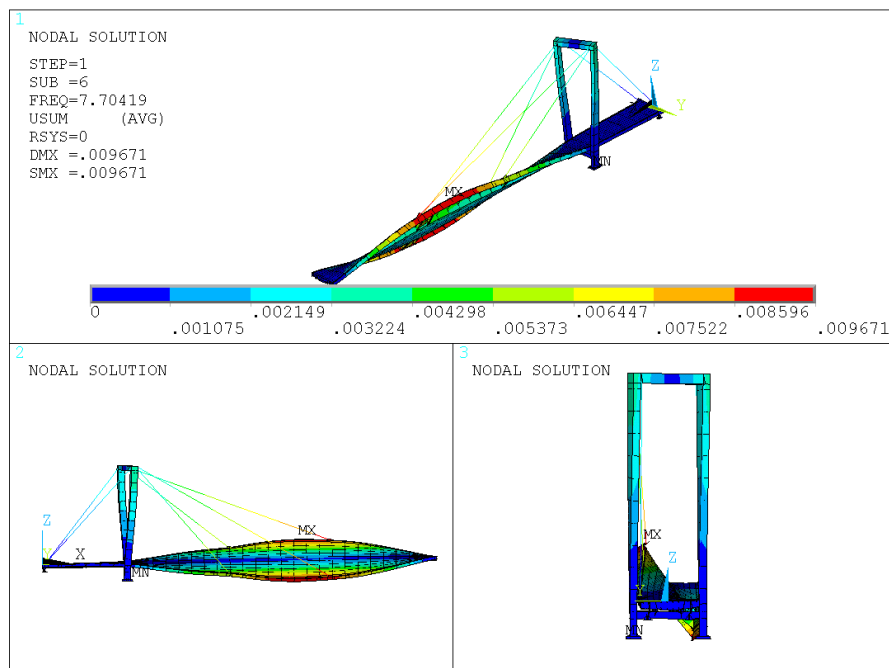 1
NODAL SOLUTION
STEP=1
SUB =6
FREQ=7.70419
USUM (AVG)
RSYS=0
DMX =.009671
SMX =.009671
Z
Y
MN
MX
0
.001075
.002149
.003224
.004298
.005373
.006447
.007522
.008596
.009671
2
NODAL SOLUTION
MX
Z
Y
X
MN
3
NODAL SOLUTION
MX
Z
Y
MN